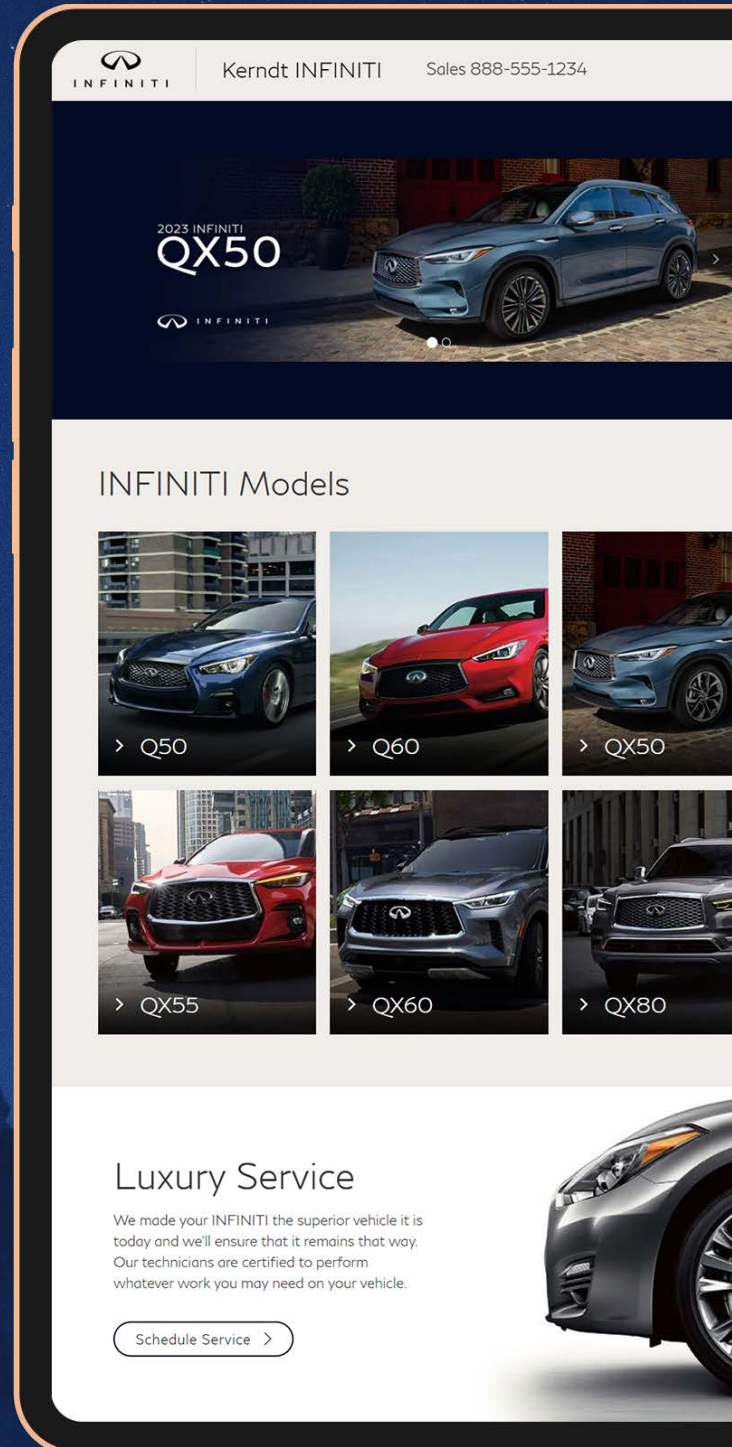 INFINITI
Kerndt INFINITI
Sales 888-555-1234
2023 INFINITI
QX50
INFINITI
INFINITI Models
Q50
Q60
QX50
QX55
QX60
QX80
Luxury Service
We made your INFINITI the superior vehicle it is
today and we'll ensure that it remains that way.
Our technicians are certified to perform
whatever work you may need on your vehicle.
Schedule Service